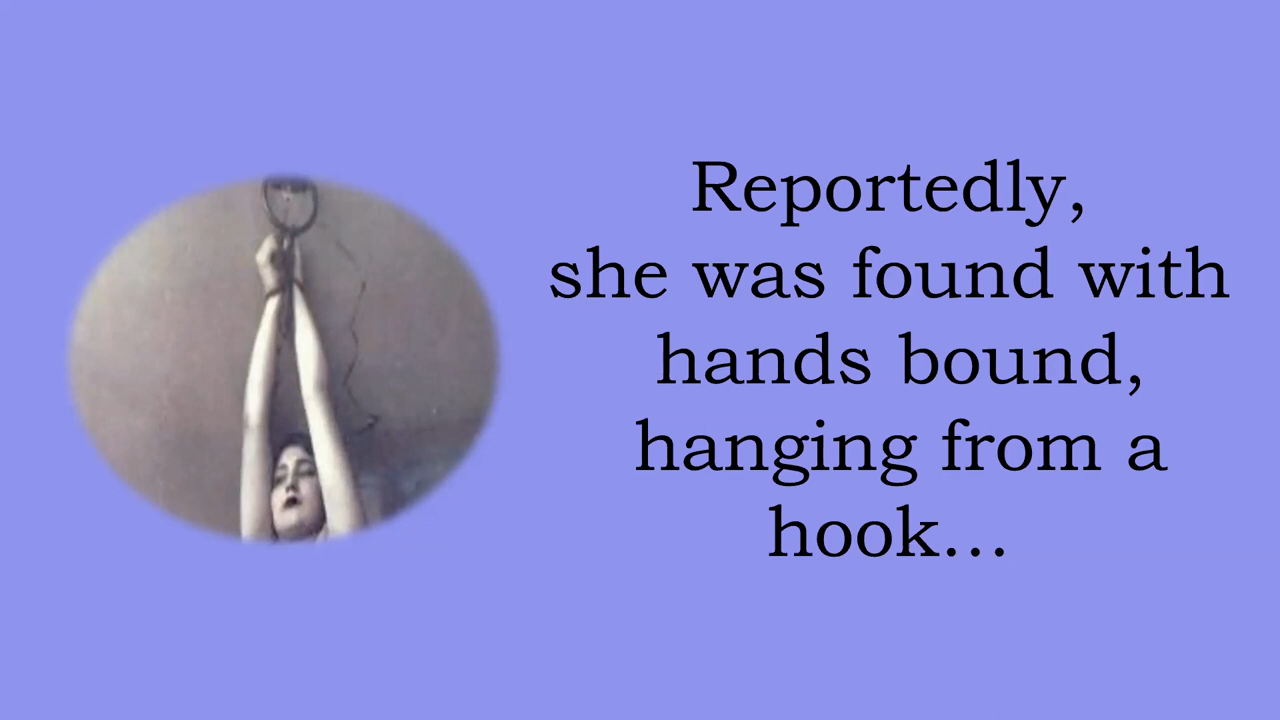 Reportedly,
she was found with
hands bound,
hanging from a
hook...